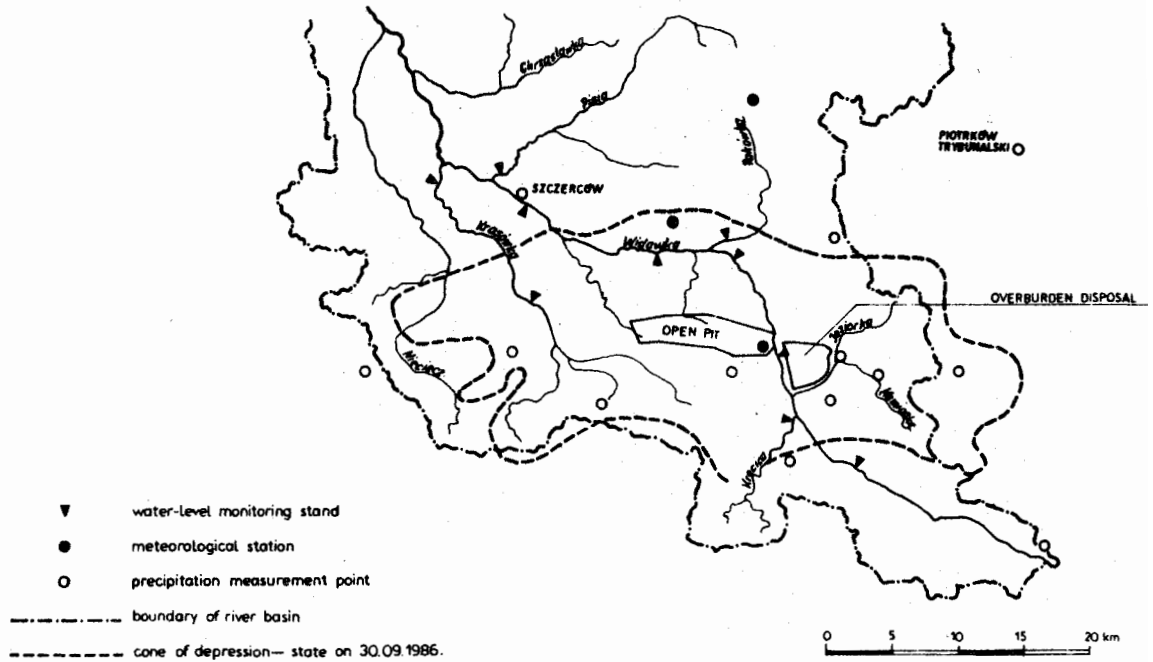 Chrząstawka
Pilsia
Rakówka
PIOTRKÓW
TRYBUNALSKI
SZCZERCÓW
Krasówka
Widawka
OVERBURDEN DISPOSAL
OPEN PIT
Jeziorka
Nieciecz
Kręcica
water-level monitoring stand
meteorological station
precipitation measurement point
boundary of river basin
cone of depression— state on 30.09.1986.
0 5 10 15 20 km